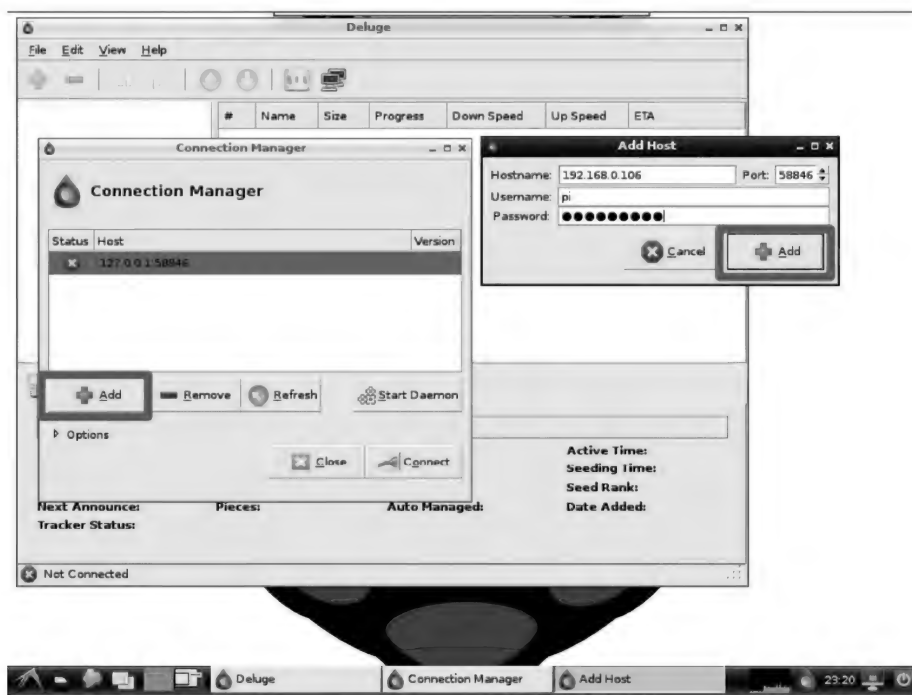 Deluge
File Edit View Help
# Name Size Progress Down Speed Up Speed ETA
Connection Manager
Connection Manager
Status Host Version
127.0.0.1:58846
Add Remove Refresh Start Daemon
Options
Close Connect
Add Host
Hostname: 192.168.0.106 Port: 58846
Username: pi
Password: ●●●●●●●●●
Cancel Add
Active Time:
Seeding Time:
Seed Rank:
Next Announce: Pieces: Auto Managed: Date Added:
Tracker Status:
Not Connected
Deluge Connection Manager Add Host 23:20